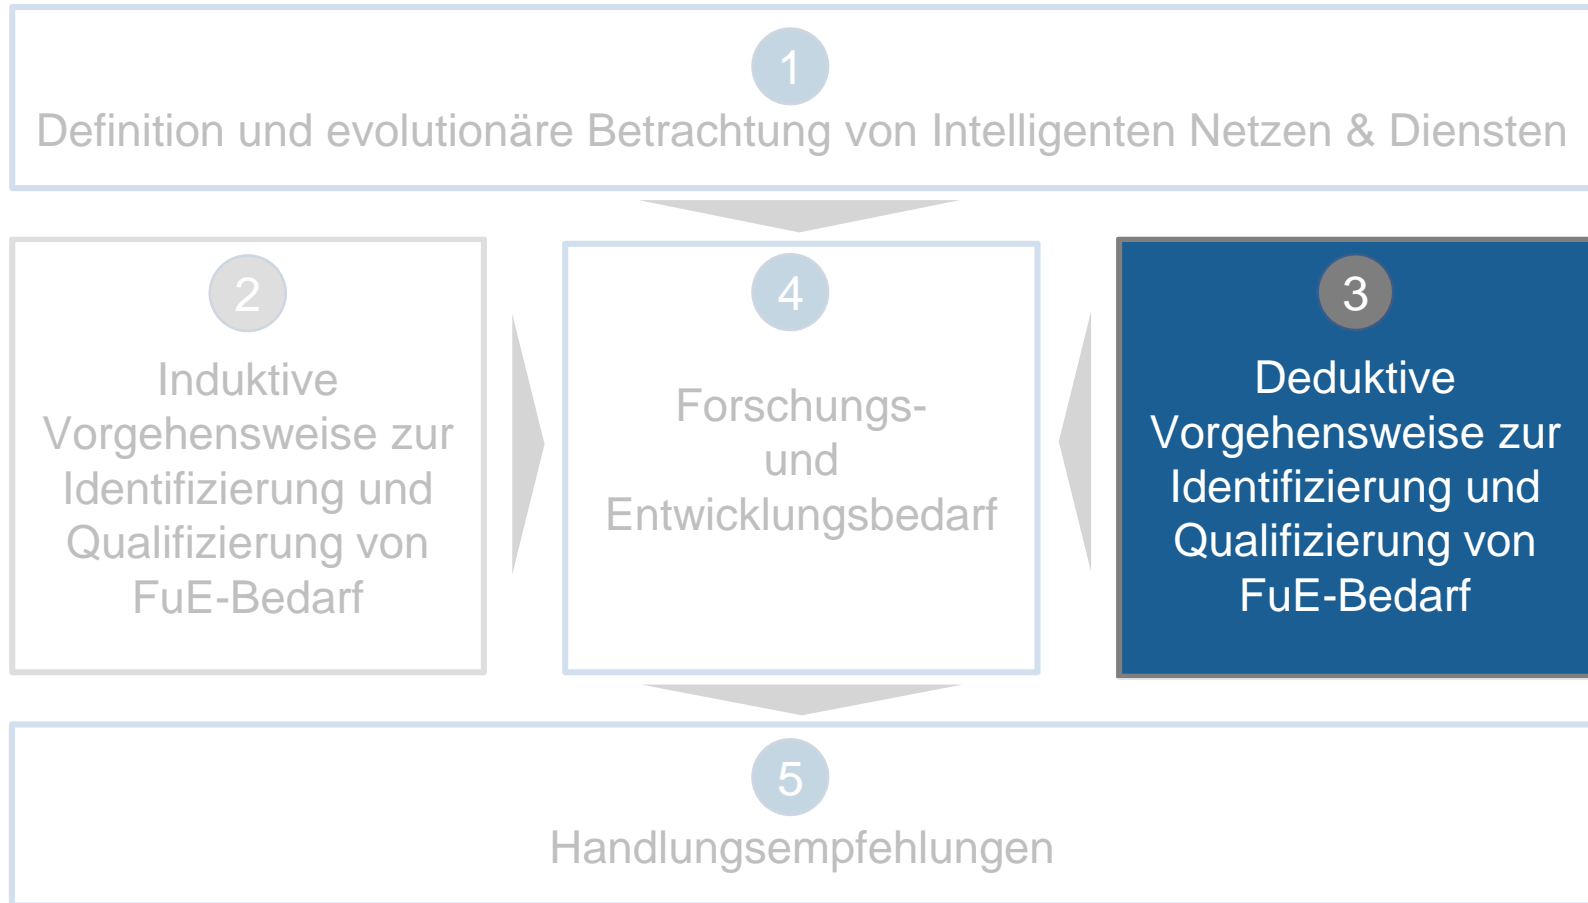 1
Definition und evolutionäre Betrachtung von Intelligenten Netzen & Diensten
2
Induktive
Vorgehensweise zur
Identifizierung und
Qualifizierung von
FuE-Bedarf
4
Forschungs-
und
Entwicklungsbedarf
3
Deduktive
Vorgehensweise zur
Identifizierung und
Qualifizierung von
FuE-Bedarf
5
Handlungsempfehlungen